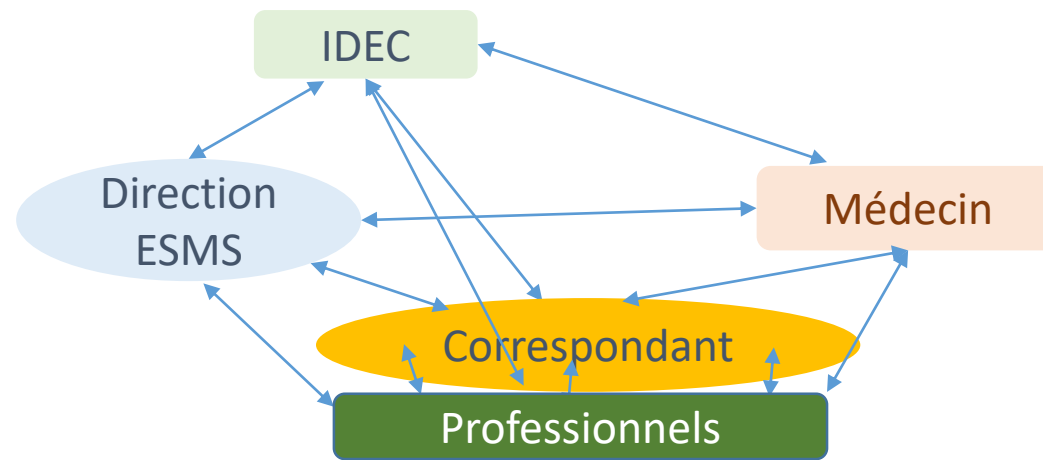 IDEC
Direction
ESMS
Médecin
Correspondant
Professionnels